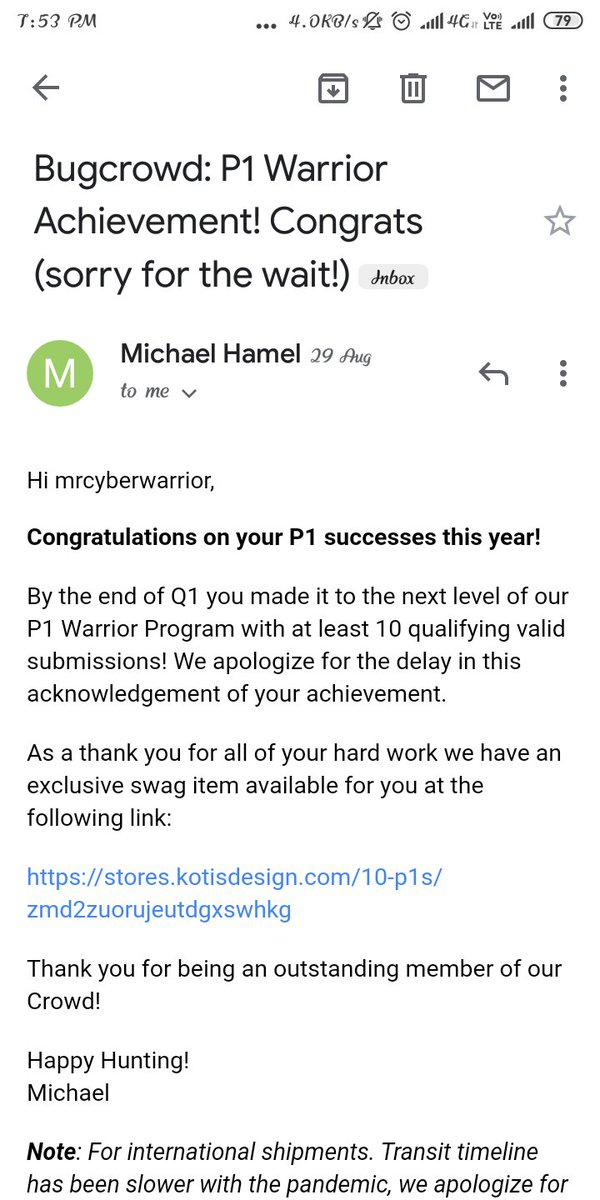 7:53 PM
... 4.0KB/s 4G Vo) LTE 79
Bugcrowd: P1 Warrior
Achievement! Congrats
(sorry for the wait!) Inbox
M
Michael Hamel 29 Aug
to me
Hi mrcyberwarrior,
Congratulations on your P1 successes this year!
By the end of Q1 you made it to the next level of our
P1 Warrior Program with at least 10 qualifying valid
submissions! We apologize for the delay in this
acknowledgement of your achievement.
As a thank you for all of your hard work we have an
exclusive swag item available for you at the
following link:
https://stores.kotisdesign.com/10-p1s/
zmd2zuorujeutdgxswhkg
Thank you for being an outstanding member of our
Crowd!
Happy Hunting!
Michael
Note: For international shipments. Transit timeline
has been slower with the pandemic, we apologize for